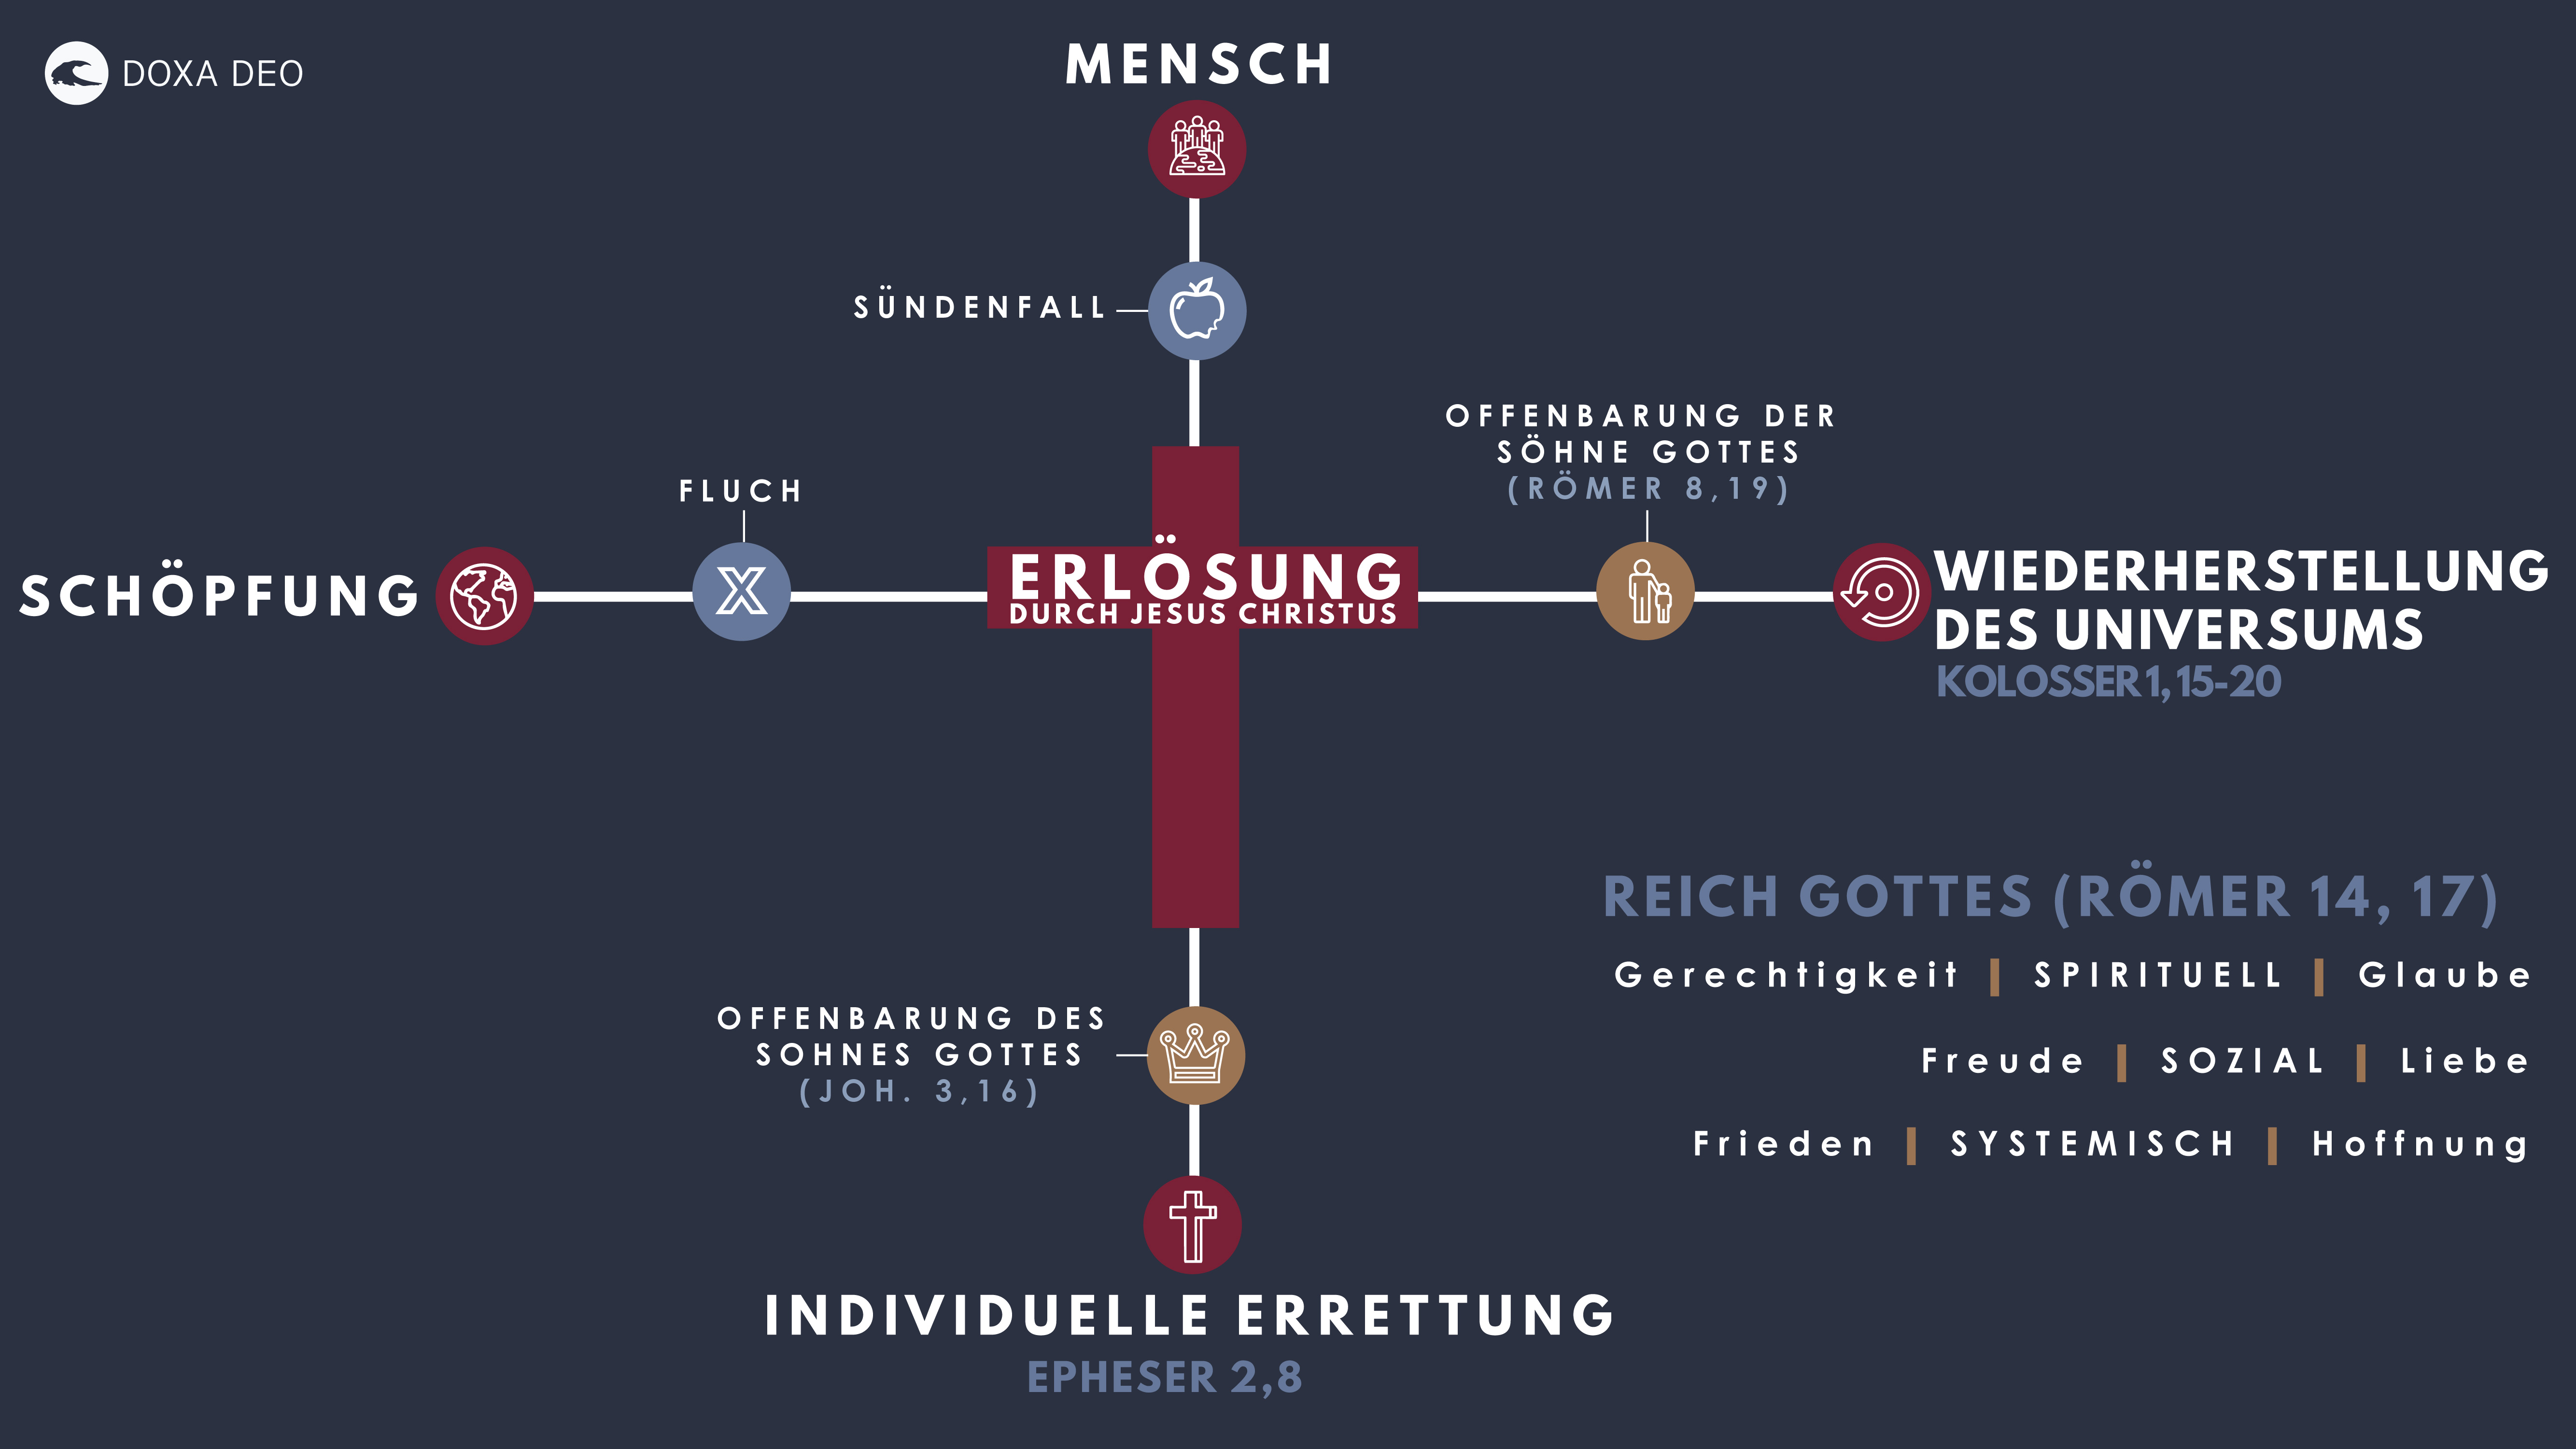 DOXA DEO
MENSCH
SÜNDENFALL
OFFENBARUNG DER
SÖHNE GOTTES
(RÖMER 8,19)
FLUCH
SCHÖPFUNG
X
ERLÖSUNG
DURCH JESUS CHRISTUS
WIEDERHERSTELLUNG
DES UNIVERSUMS
KOLOSSER 1, 15-20
REICH GOTTES (RÖMER 14, 17)
Gerechtigkeit | SPIRITUELL | Glaube
Freude | SOZIAL | Liebe
Frieden | SYSTEMISCH | Hoffnung
OFFENBARUNG DES
SOHNES GOTTES
(JOH. 3,16)
INDIVIDUELLE ERRETTUNG
EPHESER 2,8